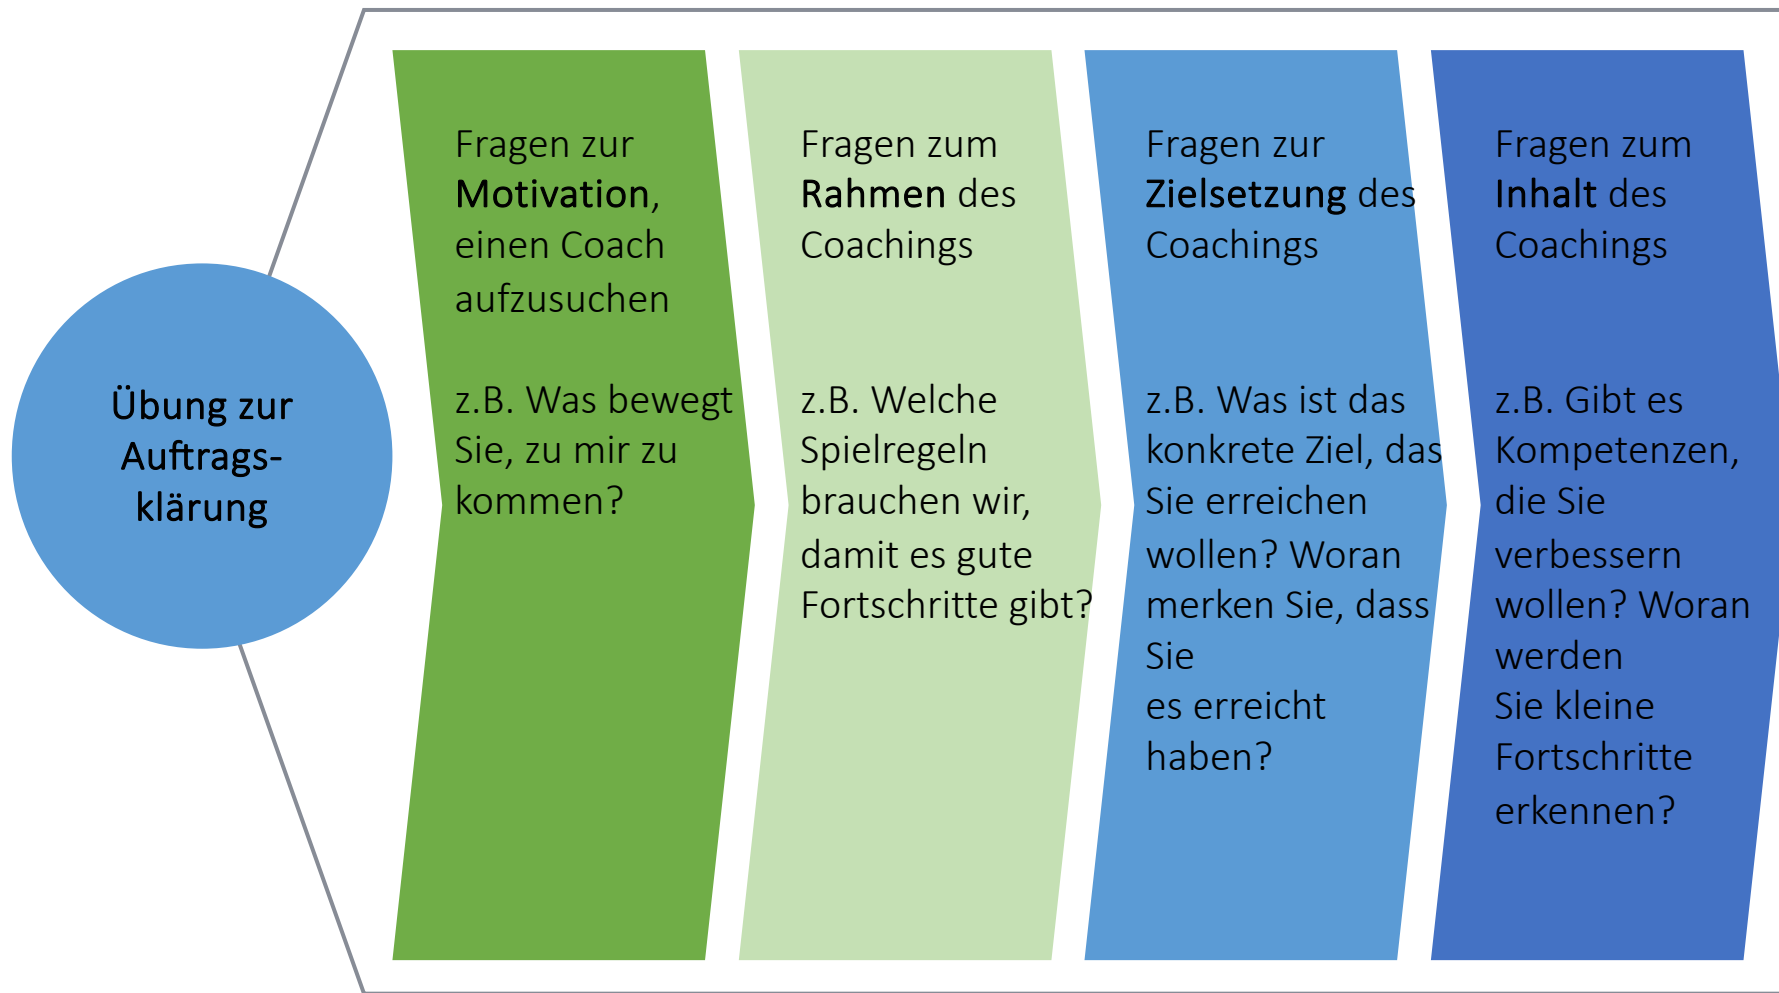 Übung zur
Auftrags-
klärung
Fragen zur
Motivation,
einen Coach
aufzusuchen
z.B. Was bewegt
Sie, zu mir zu
kommen?
Fragen zum
Rahmen des
Coachings
z.B. Welche
Spielregeln
brauchen wir,
damit es gute
Fortschritte gibt?
Fragen zur
Zielsetzung des
Coachings
z.B. Was ist das
konkrete Ziel, das
Sie erreichen
wollen? Woran
merken Sie, dass
Sie
es erreicht
haben?
Fragen zum
Inhalt des
Coachings
z.B. Gibt es
Kompetenzen,
die Sie
verbessern
wollen? Woran
werden
Sie kleine
Fortschritte
erkennen?